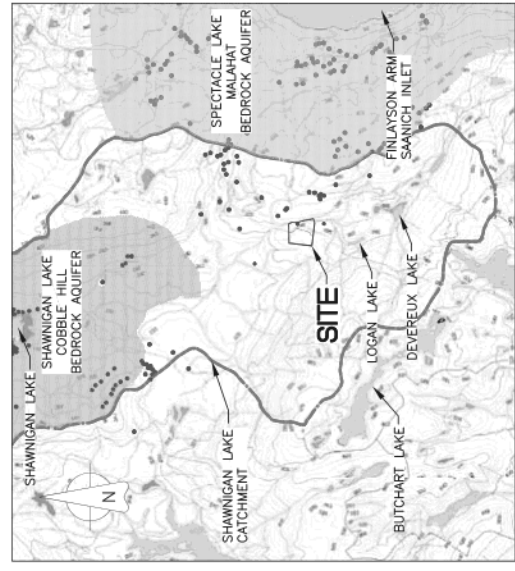 SHAWNIGAN LAKE
SHAWNIGAN LAKE
COBBLE HILL
BEDROCK AQUIFER
SPECTACLE LAKE
MALAHAT
BEDROCK AQUIFER
N
SHAWNIGAN LAKE
CATCHMENT
SITE
FINLAYSON ARM
SAANICH INLET
LOGAN LAKE
DEVEREUX LAKE
BUTCHART LAKE